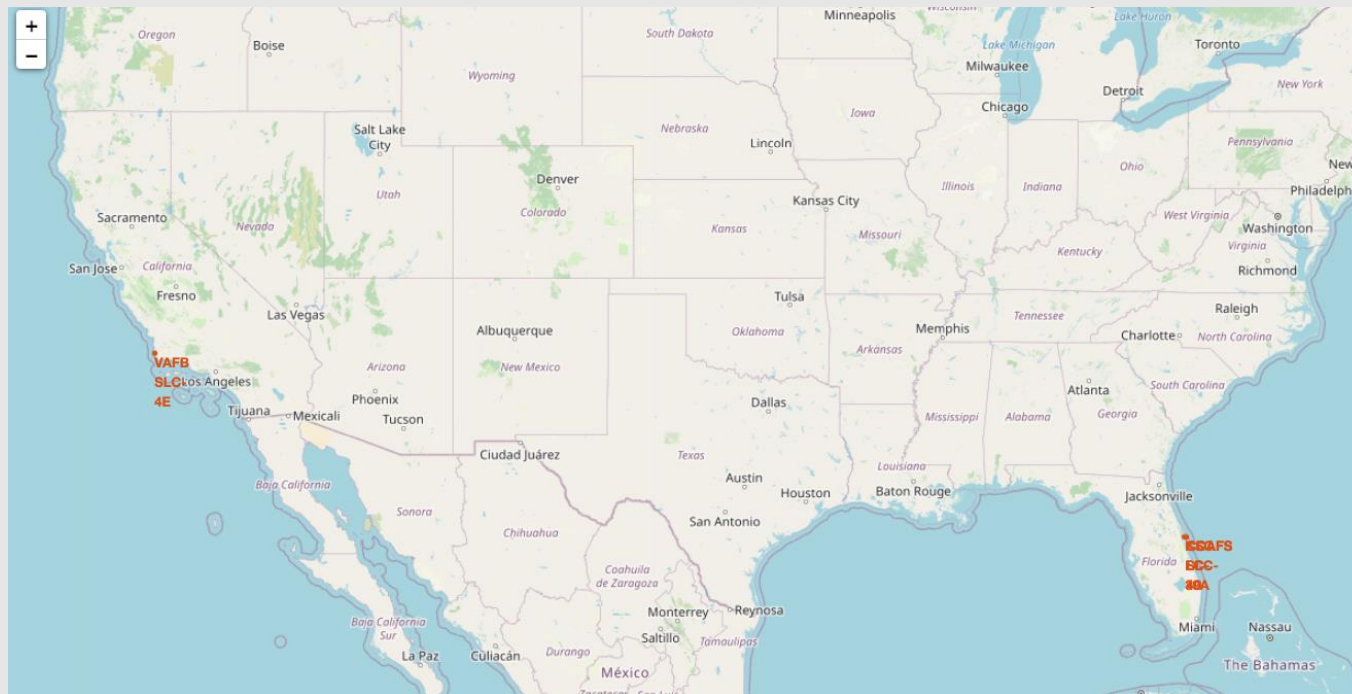 +
−
Oregon
Boise
Wyoming
South Dakota
Minneapolis
Wisconsin
Lake Huron
Lake Michigan
Milwaukee
Toronto
Detroit
New York
Chicago
Salt Lake
City
Nebraska
Iowa
Lincoln
Pennsylvania
New
Philadelph
Ohio
Illinois
Indiana
Utah
Denver
Colorado
Kansas City
Kansas
Missouri
West Virginia
Washington
Virginia
Richmond
Kentucky
Sacramento
Nevada
San Jose
California
Fresno
Las Vegas
Albuquerque
Tulsa
Oklahoma
Memphis
Tennessee
Raleigh
Charlotte
North Carolina
Arkansas
Arizona
New Mexico
VAFB
SLC-
4E
Los Angeles
Tijuana
Mexicali
Phoenix
Tucson
Dallas
Atlanta
South Carolina
Mississippi
Alabama
Georgia
Ciudad Juárez
Texas
Louisiana
Austin
Houston
Baton Rouge
Jacksonville
San Antonio
Baja California
Sonora
Chihuahua
Coahuila
de Zaragoza
Florida
Monterrey
Reynosa
Saltillo
Tamaulipas
Baja California
Sur
La Paz
Culiacán
Durango
México
Miami
Nassau
The Bahamas